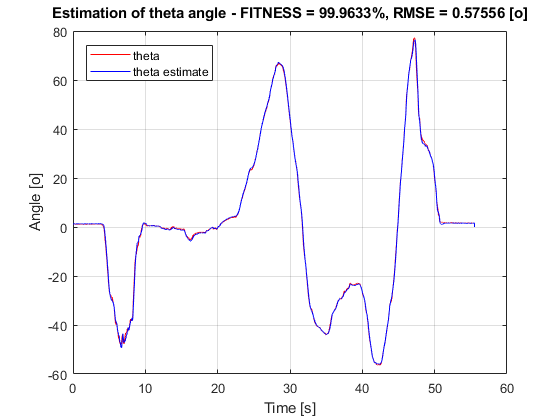 Estimation of theta angle - FITNESS = 99.9633%, RMSE = 0.57556 [o]
theta
theta estimate
80
60
40
20
0
-20
-40
-60
Angle [o]
0 10 20 30 40 50 60
Time [s]